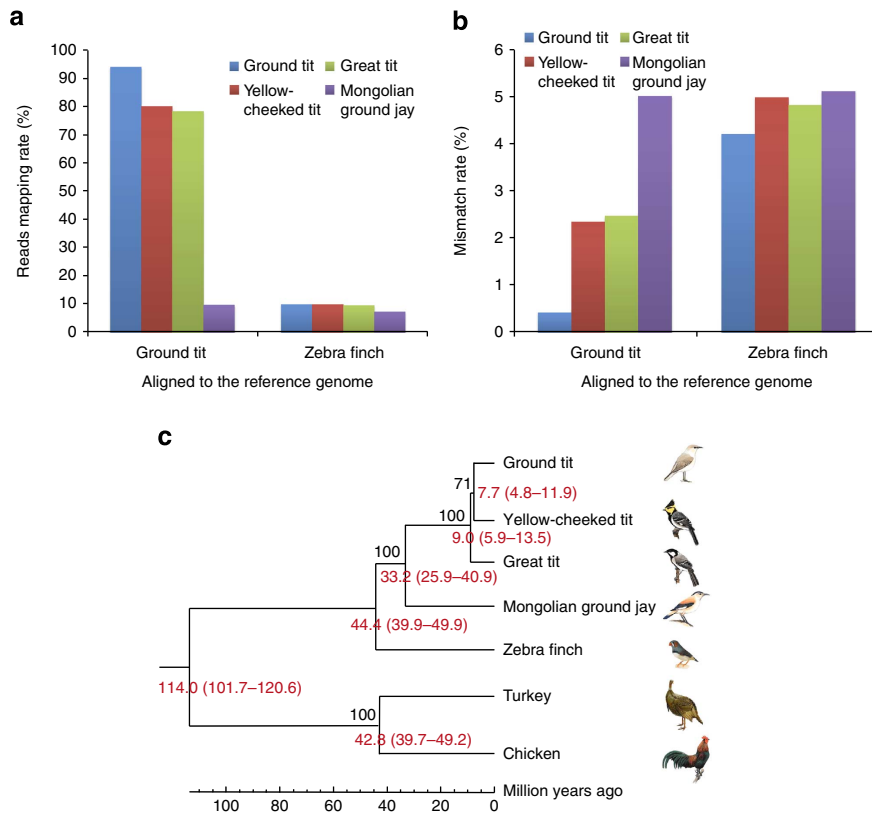 a
100
90
80
70
60
50
40
30
20
10
0
Reads mapping rate (%)
Ground tit
Great tit
Yellow-
cheeked tit
Mongolian
ground jay
Ground tit
Zebra finch
Aligned to the reference genome
b
6
5
4
3
2
1
0
Mismatch rate (%)
Ground tit
Great tit
Yellow-
cheeked tit
Mongolian
ground jay
Ground tit
Zebra finch
Aligned to the reference genome
c
Ground tit
71
7.7 (4.8–11.9)
100
Yellow-cheeked tit
9.0 (5.9–13.5)
100
Great tit
33.2 (25.9–40.9)
Mongolian ground jay
44.4 (39.9–49.9)
Zebra finch
114.0 (101.7–120.6)
Turkey
100
42.8 (39.7–49.2)
Chicken
Million years ago
100 80 60 40 20 0